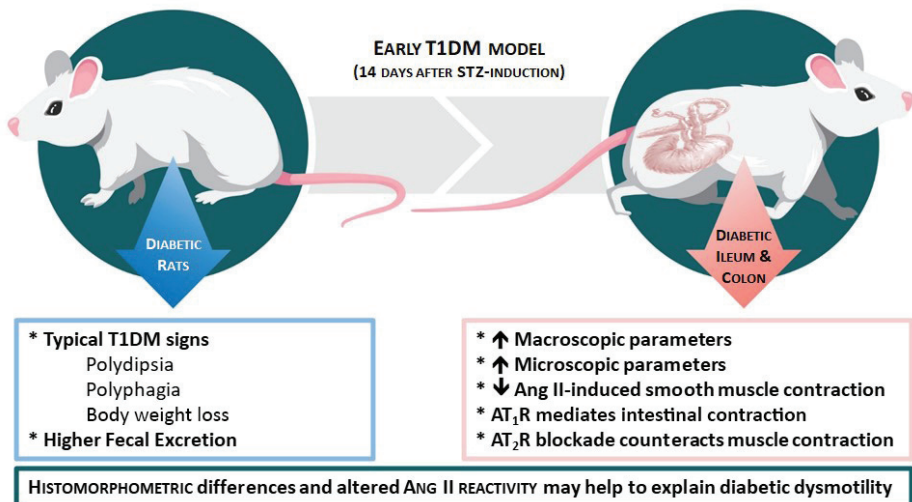 EARLY T1DM MODEL
(14 DAYS AFTER STZ-INDUCTION)
DIABETIC
RATS
DIABETIC
ILEUM &
COLON
* Typical T1DM signs
Polydipsia
Polyphagia
Body weight loss
* Higher Fecal Excretion
* ↑ Macroscopic parameters
* ↑ Microscopic parameters
* ↓ Ang II-induced smooth muscle contraction
* AT₁R mediates intestinal contraction
* AT₂R blockade counteracts muscle contraction
HISTOMORPHOMETRIC differences and altered ANG II REACTIVITY may help to explain diabetic dysmotility